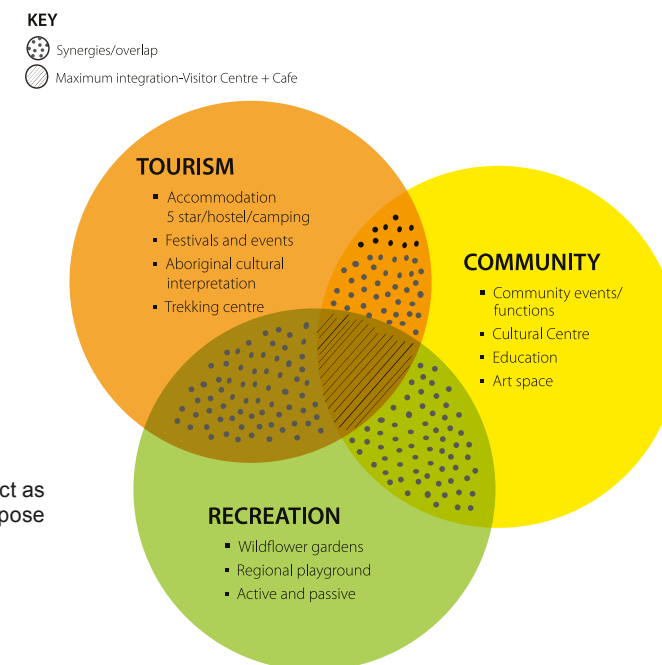 KEY
Synergies/overlap
Maximum integration-Visitor Centre + Cafe
TOURISM
▪ Accommodation
5 star/hostel/camping
▪ Festivals and events
▪ Aboriginal cultural
interpretation
▪ Trekking centre
COMMUNITY
▪ Community events/
functions
▪ Cultural Centre
▪ Education
▪ Art space
ct as
pose
RECREATION
▪ Wildflower gardens
▪ Regional playground
▪ Active and passive